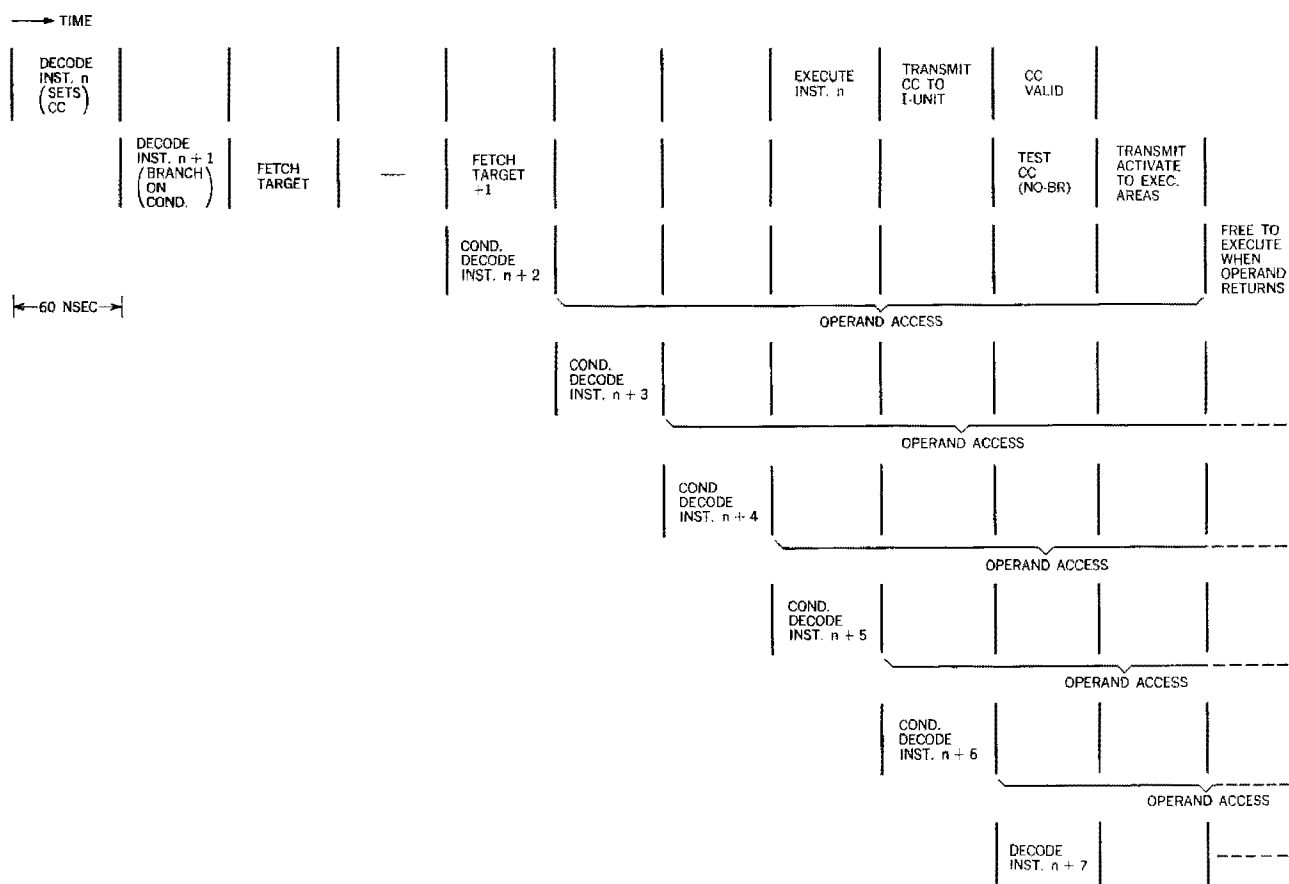 TIME
DECODE
INST. n
(SETS)
CC
EXECUTE
INST. n
TRANSMIT
CC TO
I-UNIT
CC
VALID
DECODE
INST. n + 1
(BRANCH
ON
COND.)
FETCH
TARGET
—
FETCH
TARGET
+1
TEST
CC
(NO-BR)
TRANSMIT
ACTIVATE
TO EXEC.
AREAS
COND.
DECODE
INST. n + 2
FREE TO
EXECUTE
WHEN
OPERAND
RETURNS
60 NSEC
OPERAND ACCESS
COND.
DECODE
INST. n + 3
OPERAND ACCESS
COND
DECODE
INST. n + 4
OPERAND ACCESS
COND.
DECODE
INST. n + 5
OPERAND ACCESS
COND.
DECODE
INST. n + 6
OPERAND ACCESS
DECODE
INST. n + 7